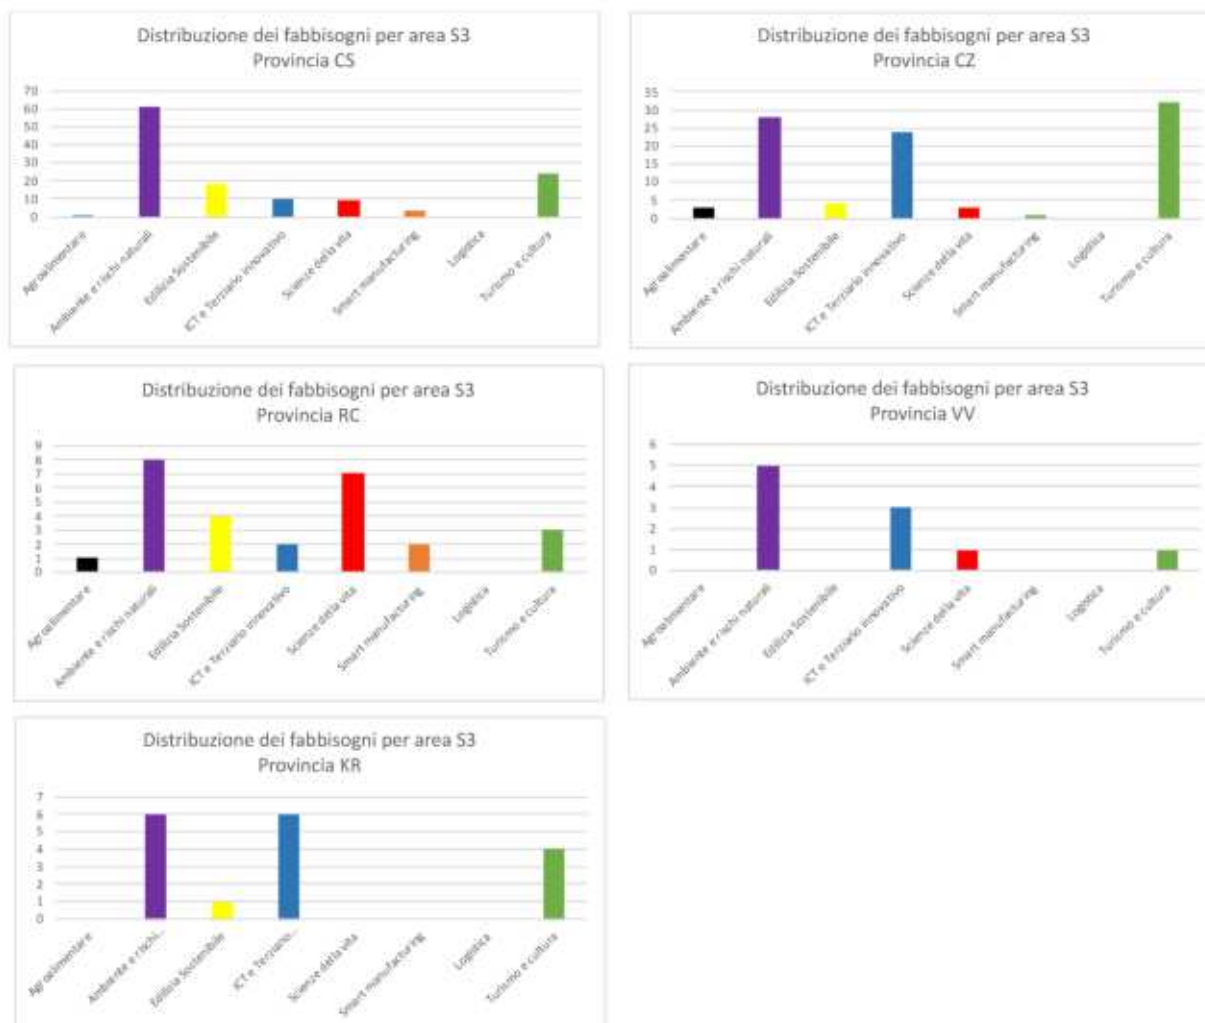 Distribuzione dei fabbisogni per area S3
Provincia CS
70
60
50
40
30
20
10
0
Agroalimentare
Ambiente e rischi naturali
Edilizia Sostenibile
ICT e Terziario innovativo
Scienze della vita
Smart manufacturing
Logistica
Turismo e cultura
Distribuzione dei fabbisogni per area S3
Provincia CZ
35
30
25
20
15
10
5
0
Agroalimentare
Ambiente e rischi naturali
Edilizia Sostenibile
ICT e Terziario innovativo
Scienze della vita
Smart manufacturing
Logistica
Turismo e cultura
Distribuzione dei fabbisogni per area S3
Provincia RC
9
8
7
6
5
4
3
2
1
0
Agroalimentare
Ambiente e rischi naturali
Edilizia Sostenibile
ICT e Terziario innovativo
Scienze della vita
Smart manufacturing
Logistica
Turismo e cultura
Distribuzione dei fabbisogni per area S3
Provincia VV
6
5
4
3
2
1
0
Agroalimentare
Ambiente e rischi naturali
Edilizia Sostenibile
ICT e Terziario innovativo
Scienze della vita
Smart manufacturing
Logistica
Turismo e cultura
Distribuzione dei fabbisogni per area S3
Provincia KR
7
6
5
4
3
2
1
0
Agroalimentare
Ambiente e rischi...
Edilizia Sostenibile
ICT e Terziario...
Scienze della vita
Smart manufacturing
Logistica
Turismo e cultura